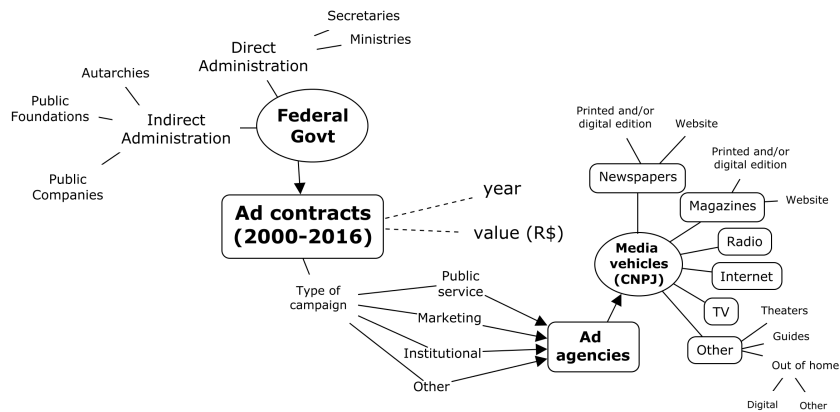 Secretaries
Ministries
Direct
Administration
Autarchies
Public
Foundations
Indirect
Administration
Public
Companies
Federal
Govt
Ad contracts
(2000-2016)
year
value (R$)
Type of
campaign
Public
service
Marketing
Institutional
Other
Ad
agencies
Media
vehicles
(CNPJ)
Printed and/or
digital edition
Website
Newspapers
Printed and/or
digital edition
Magazines
Website
Radio
Internet
TV
Other
Theaters
Guides
Out of home
Digital
Other